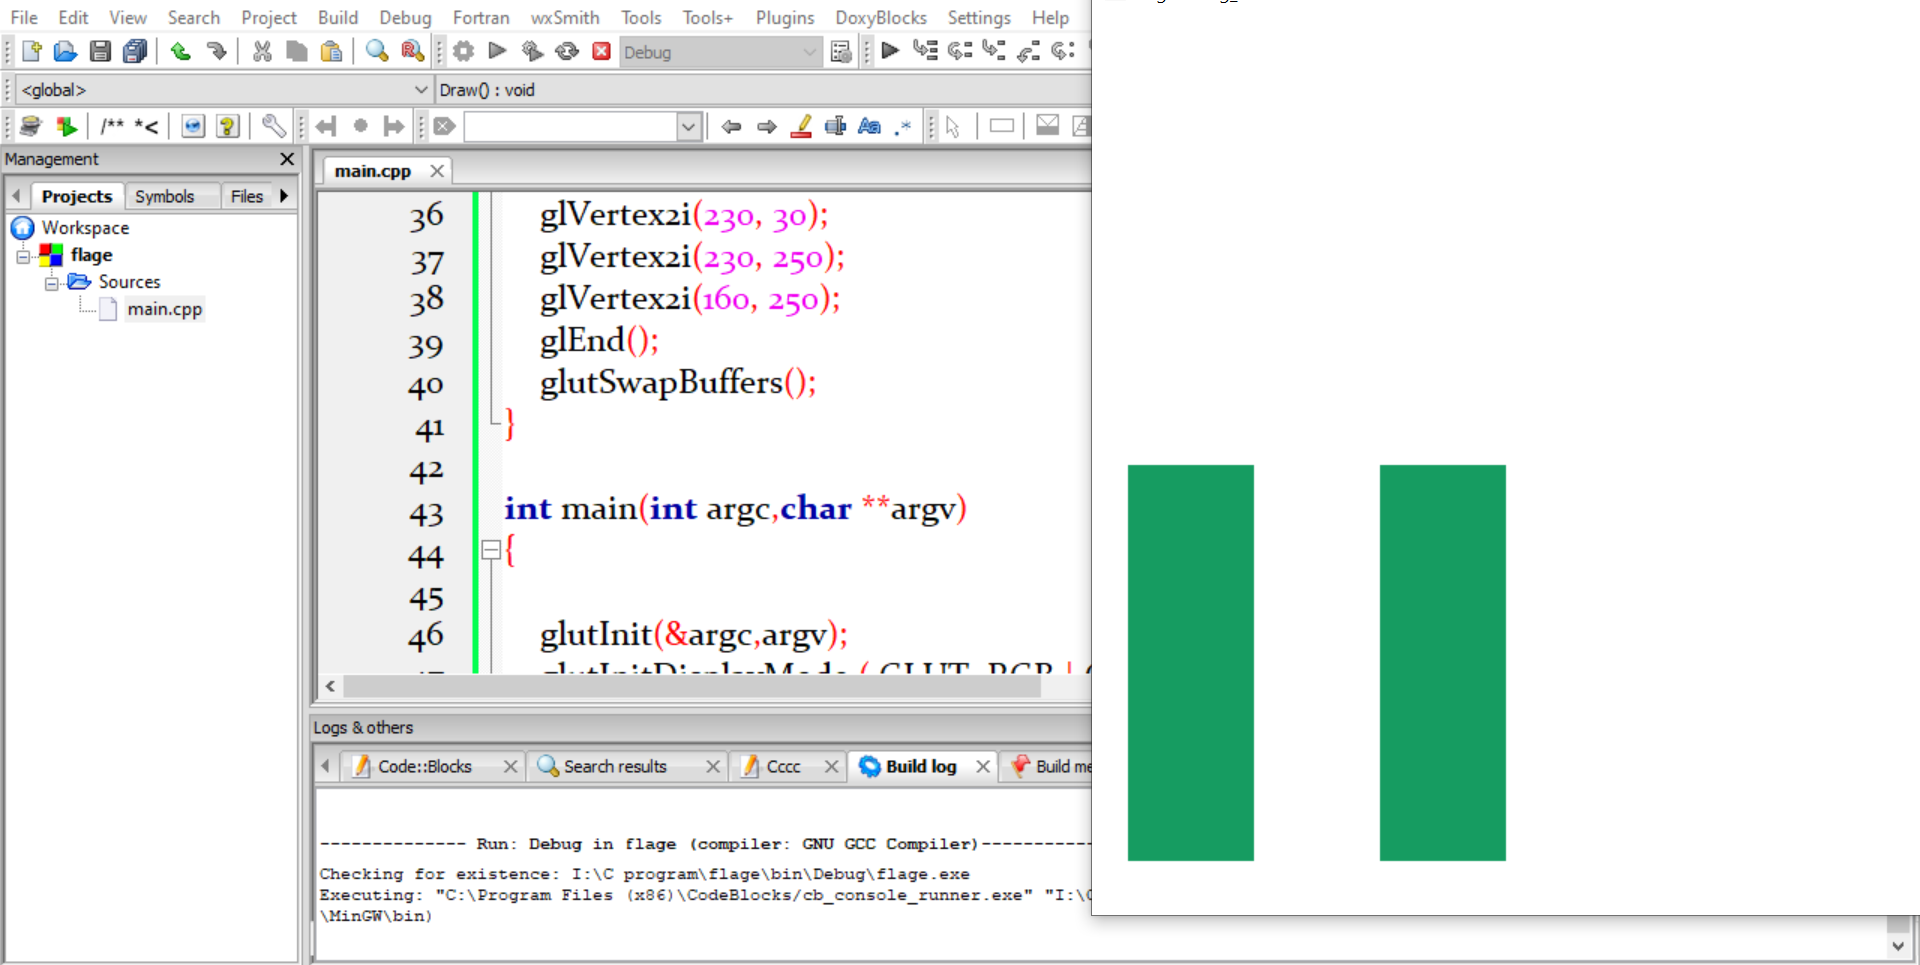 File Edit View Search Project Build Debug Fortran wxSmith Tools Tools+ Plugins DoxyBlocks Settings Help
Debug
<global> Draw() : void
/** *<
Aa .*
Management
main.cpp
Projects Symbols Files
Workspace
flage
Sources
main.cpp
36 glVertex2i(230, 30);
37 glVertex2i(230, 250);
38 glVertex2i(160, 250);
39 glEnd();
40 glutSwapBuffers();
41 }
42
43 int main(int argc,char **argv)
44 {
45
46 glutInit(&argc,argv);
glutInitDisplayMode ( GLUT_RGB |
Logs & others
Code::Blocks Search results Cccc Build log Build me
-------------- Run: Debug in flage (compiler: GNU GCC Compiler)-----------
Checking for existence: I:\C program\flage\bin\Debug\flage.exe
Executing: "C:\Program Files (x86)\CodeBlocks/cb_console_runner.exe" "I:\
\MinGW\bin)